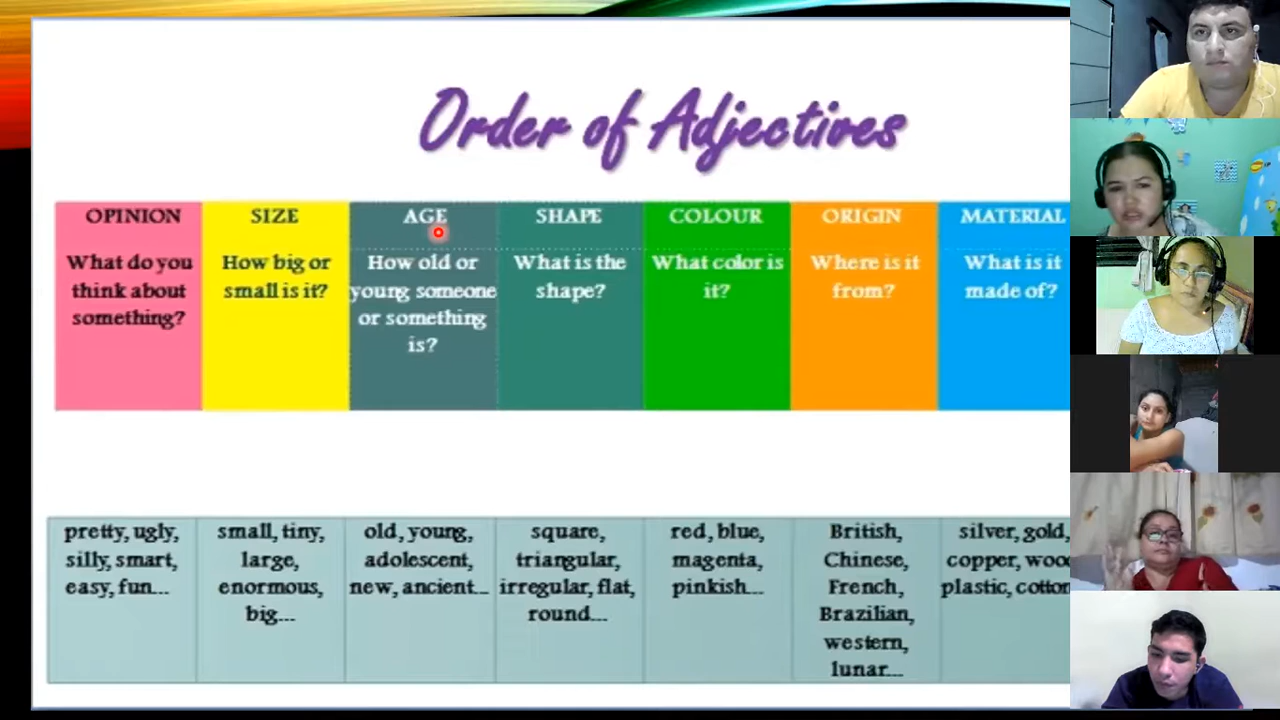 Order of Adjectives
OPINION SIZE AGE SHAPE COLOUR ORIGIN MATERIAL
What do you
think about
something?
How big or
small is it?
How old or
young someone
or something
is?
What is the
shape?
What color is
it?
Where is it
from?
What is it
made of?
pretty, ugly,
silly, smart,
easy, fun...
small, tiny,
large,
enormous,
big...
old, young,
adolescent,
new, ancient...
square,
triangular,
irregular, flat,
round...
red, blue,
magenta,
pinkish...
British,
Chinese,
French,
Brazilian,
western,
lunar...
silver, gold,
copper, woo
plastic, cotton